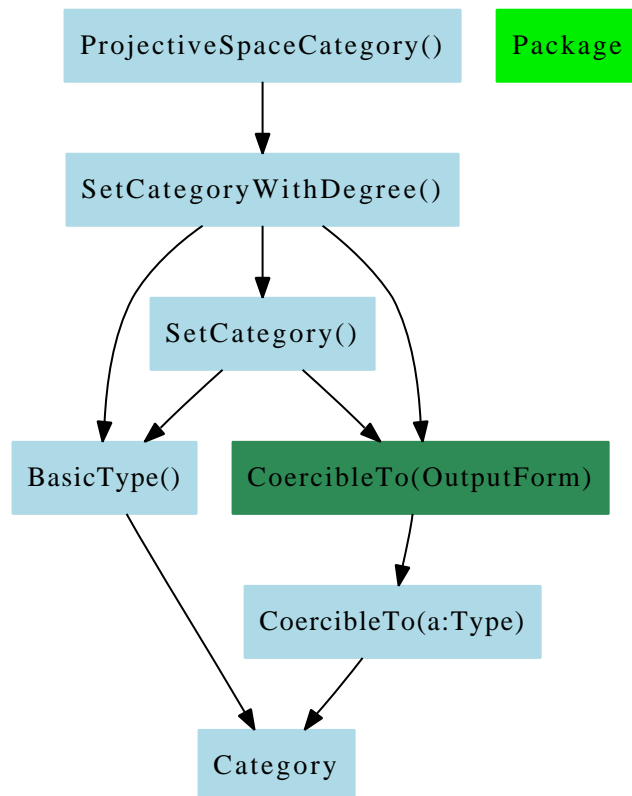 ProjectiveSpaceCategory()
Package
SetCategoryWithDegree()
SetCategory()
BasicType()
CoercibleTo(OutputForm)
CoercibleTo(a:Type)
Category